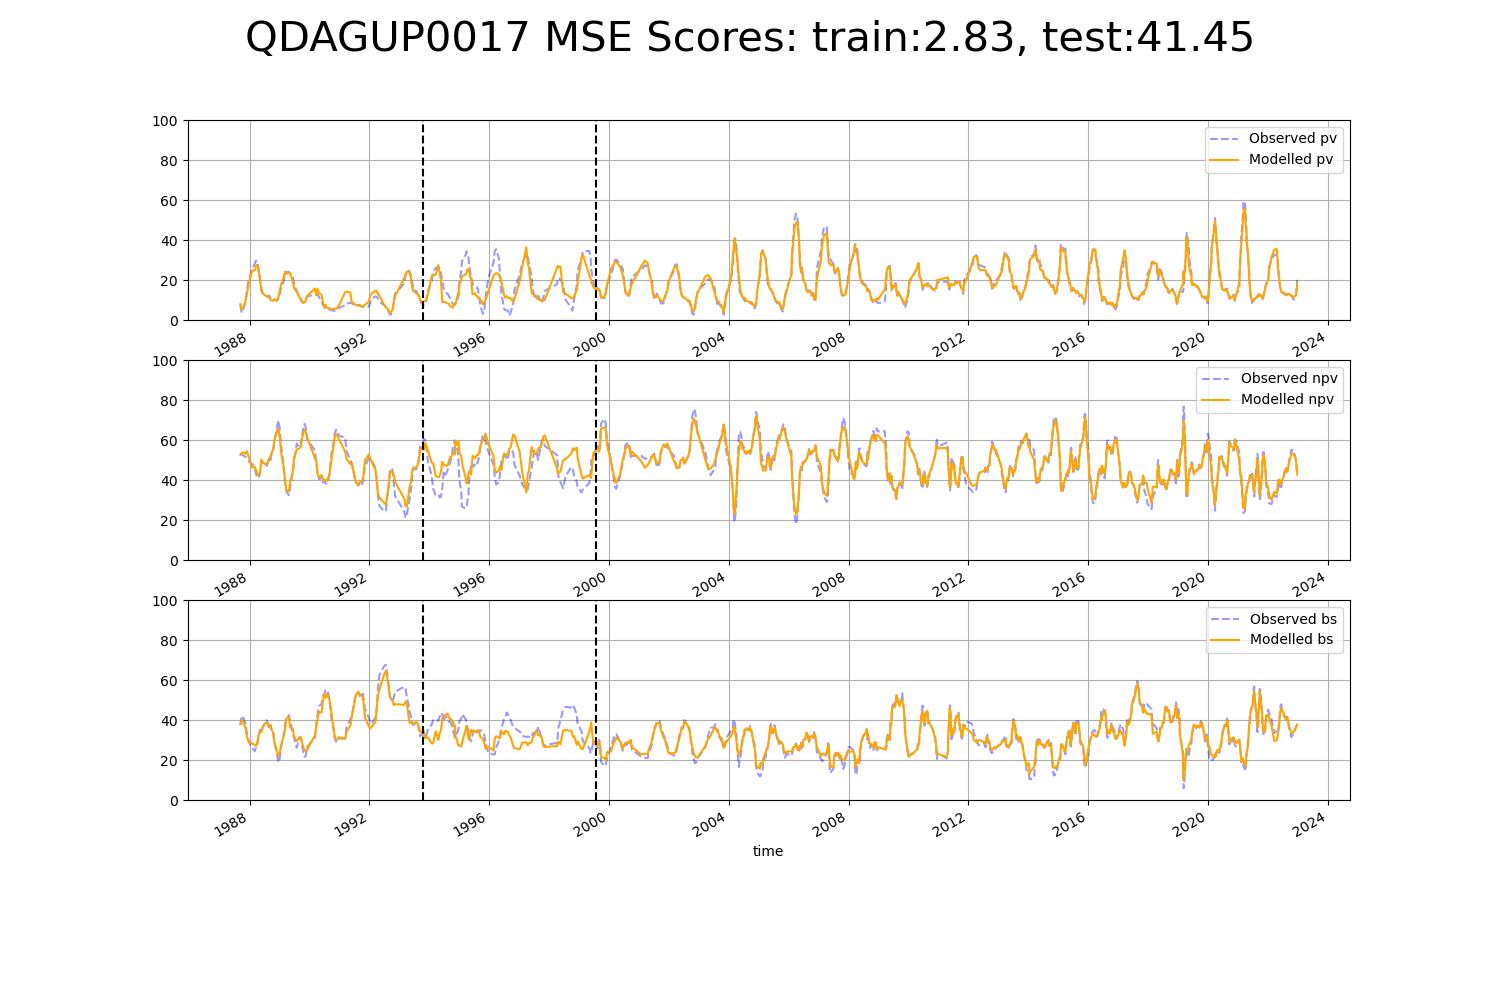 QDAGUP0017 MSE Scores: train:2.83, test:41.45
100
80
60
40
20
0
Observed pv
Modelled pv
1988 1992 1996 2000 2004 2008 2012 2016 2020 2024
100
80
60
40
20
0
Observed npv
Modelled npv
1988 1992 1996 2000 2004 2008 2012 2016 2020 2024
100
80
60
40
20
0
Observed bs
Modelled bs
1988 1992 1996 2000 2004 2008 2012 2016 2020 2024
time